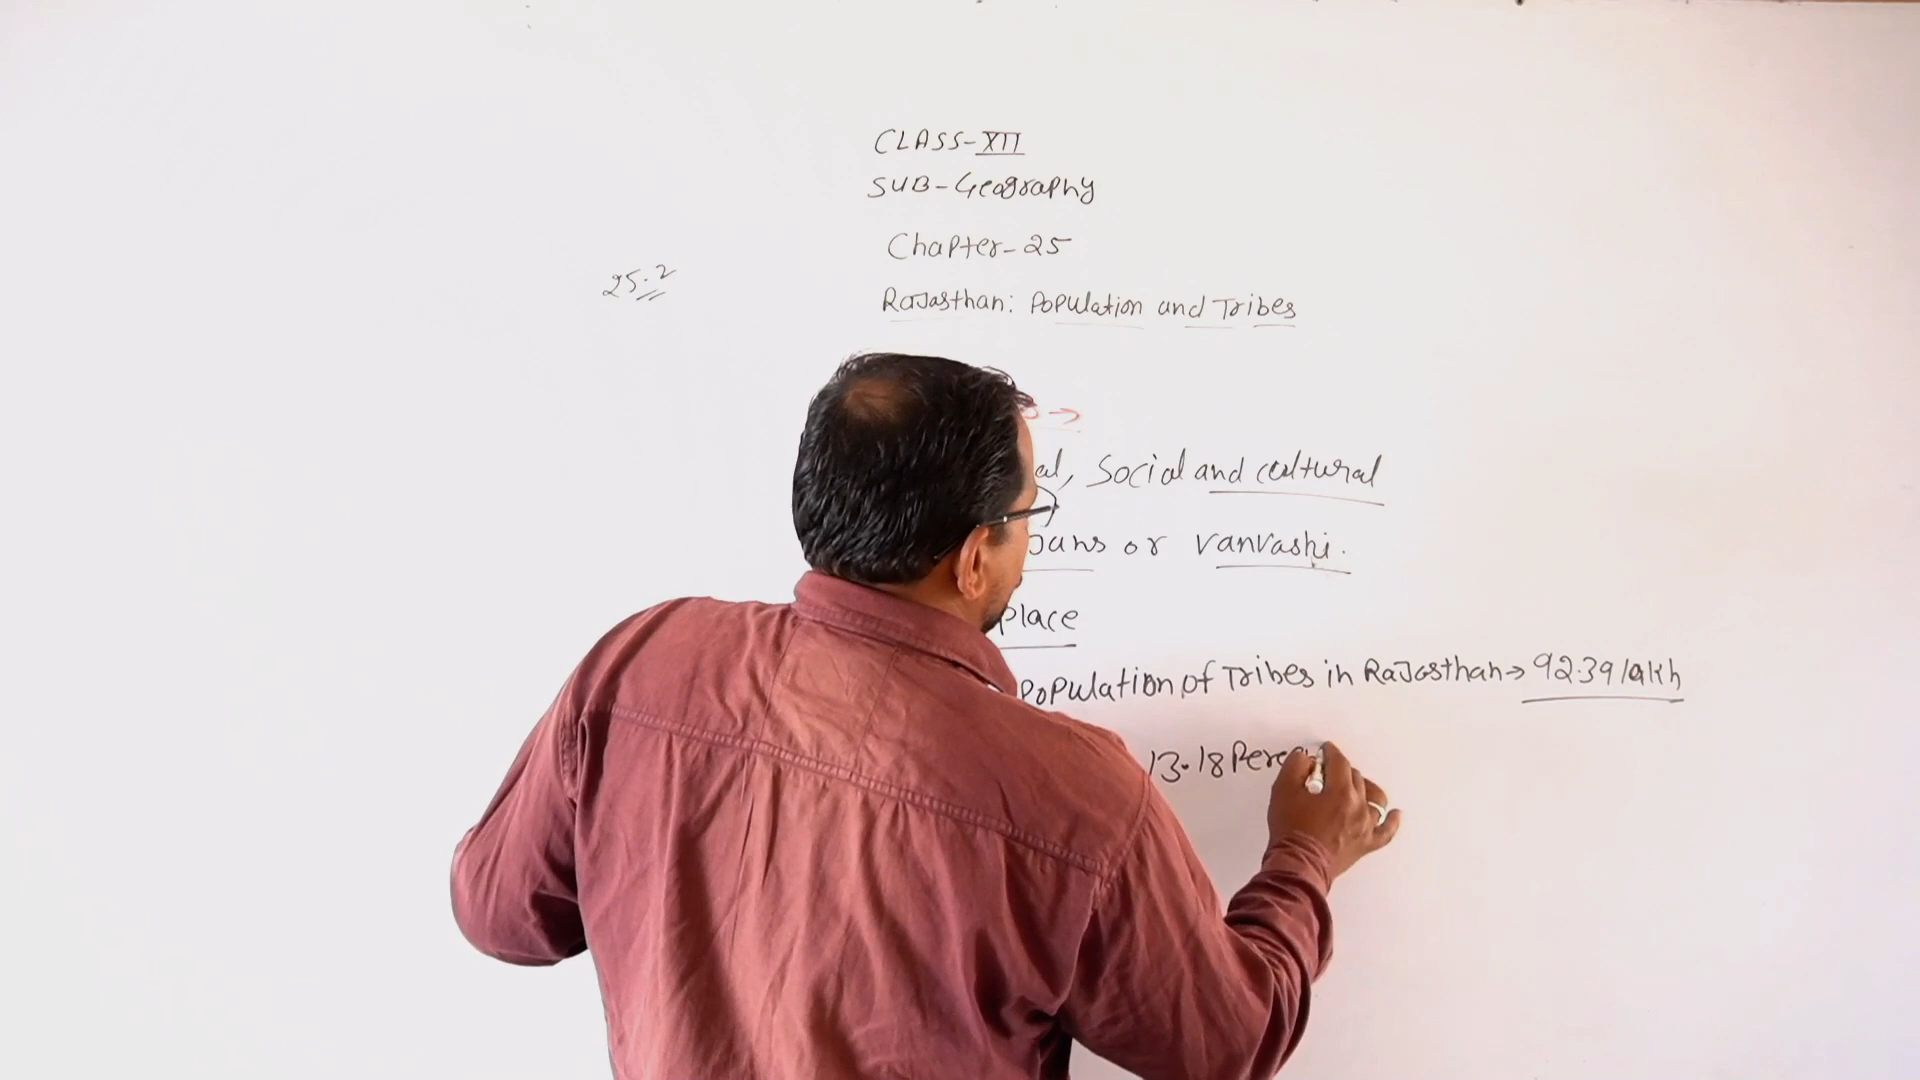 CLASS-XII
SUB-Geography
Chapter-25
25.2
Rajasthan: Population and Tribes
→
al, Social and cultural
or vanvashi.
place
Population of Tribes in Rajasthan→ 92.39 lakh
13.18 Perce